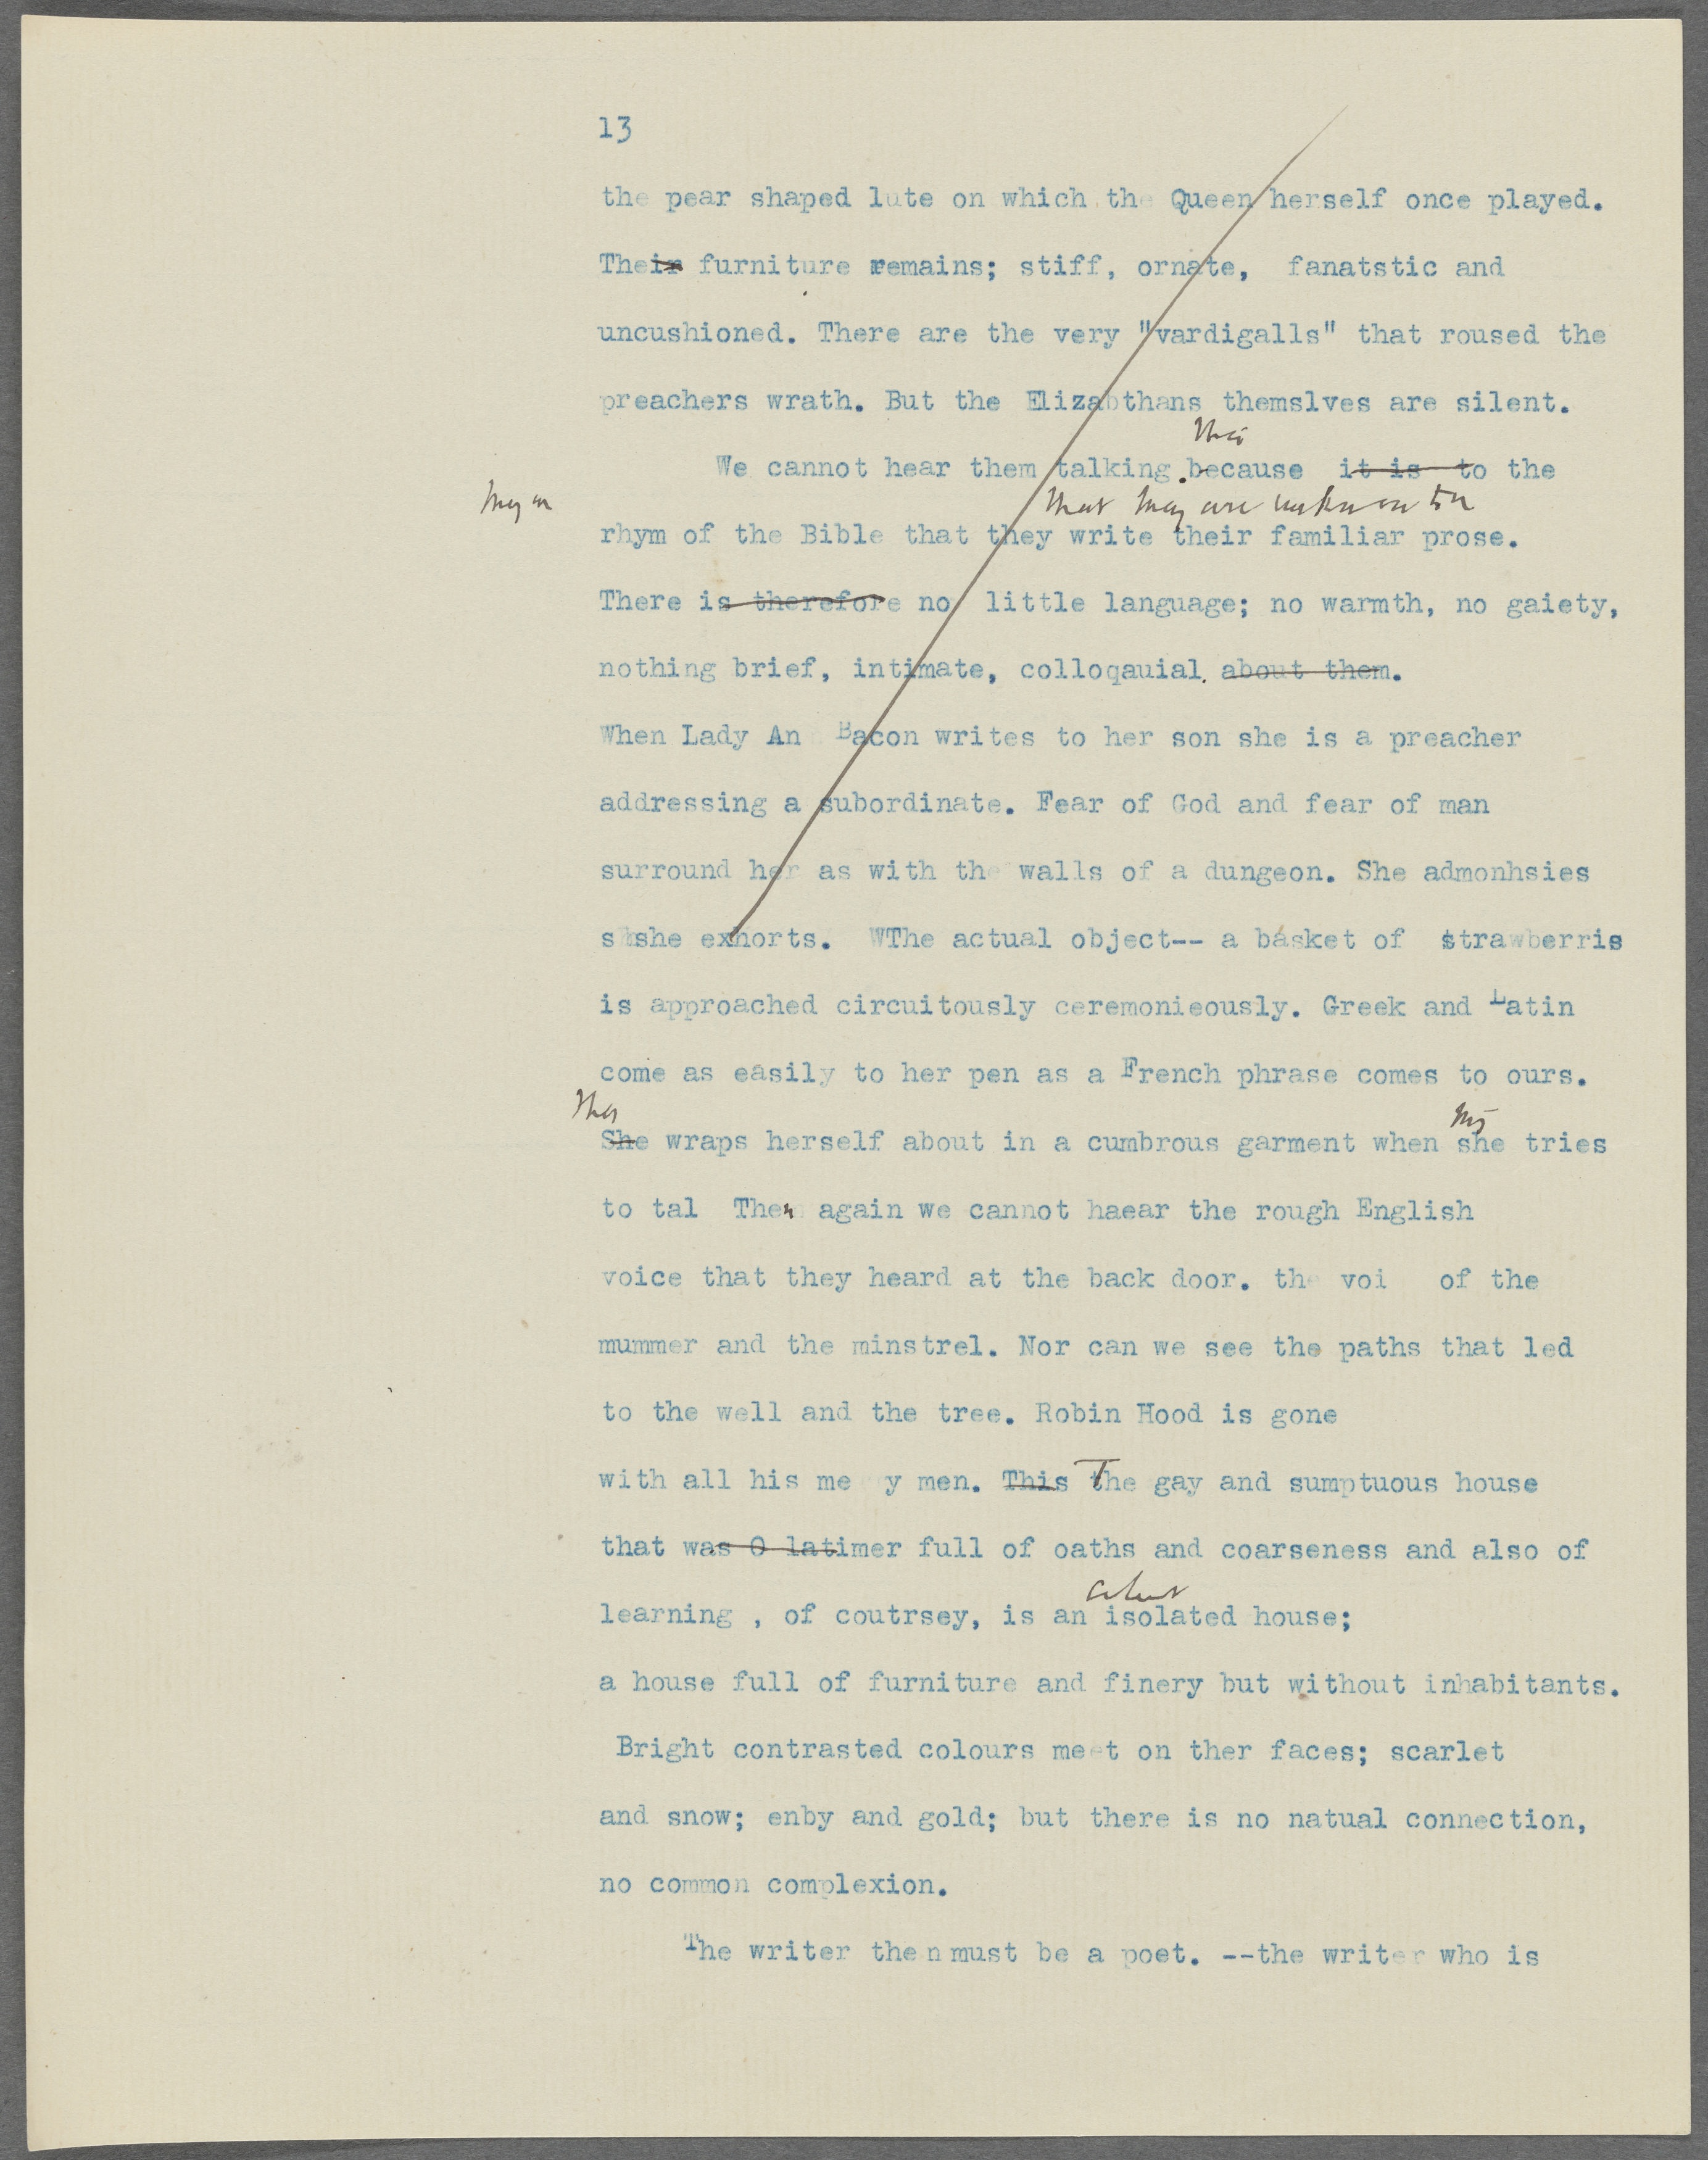 13
the pear shaped lute on which the Queen herself once played.
Their furniture remains; stiff, ornate, fanatstic and
uncushioned. There are the very "vardigalls" that roused the
preachers wrath. But the Elizabthans themslves are silent.
We cannot hear them talking.because it is to the
that they are
rhym of the Bible that they write their familiar prose.
There is therefore no little language; no warmth, no gaiety,
nothing brief, intimate, colloqauial. about them.
When Lady An Bacon writes to her son she is a preacher
addressing a subordinate. Fear of God and fear of man
surround her as with the walls of a dungeon. She admonhsies
s she exhorts. WThe actual object-- a basket of strawberris
is approached circuitously ceremonieously. Greek and Latin
come as easily to her pen as a French phrase comes to ours.
She wraps herself about in a cumbrous garment when she tries
to tal Then again we cannot haear the rough English
voice that they heard at the back door. the voi of the
mummer and the minstrel. Nor can we see the paths that led
to the well and the tree. Robin Hood is gone
with all his me y men. This The gay and sumptuous house
that was O latimer full of oaths and coarseness and also of
learning , of coutrsey, is an isolated house;
a house full of furniture and finery but without inhabitants.
Bright contrasted colours meet on ther faces; scarlet
and snow; enby and gold; but there is no natual connection,
no common complexion.
The writer then must be a poet. --the writer who is